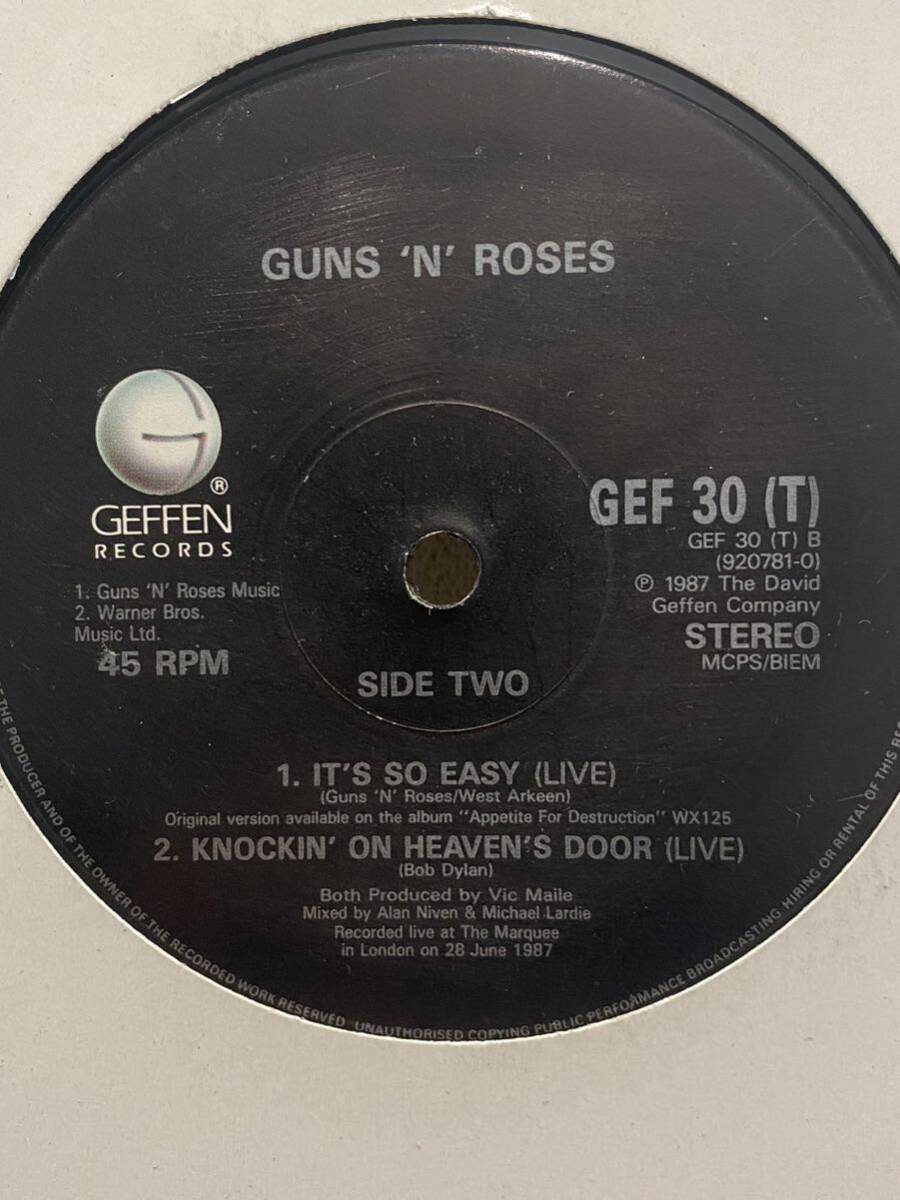 GUNS 'N' ROSES
®
GEFFEN
RECORDS
1. Guns 'N' Roses Music
2. Warner Bros.
Music Ltd.
45 RPM
GEF 30 (T)
GEF 30 (T) B
(920781-0)
℗ 1987 The David
Geffen Company
STEREO
MCPS/BIEM
SIDE TWO
1. IT'S SO EASY (LIVE)
(Guns 'N' Roses/West Arkeen)
Original version available on the album "Appetite For Destruction" WX125
2. KNOCKIN' ON HEAVEN'S DOOR (LIVE)
(Bob Dylan)
Both Produced by Vic Maile
Mixed by Alan Niven & Michael Lardie
Recorded live at The Marquee
in London on 28 June 1987
THE PRODUCER AND OF THE OWNER OF THE RECORDED WORK RESERVED UNAUTHORISED COPYING PUBLIC PERFORMANCE BROADCASTING HIRING OR RENTAL OF THIS